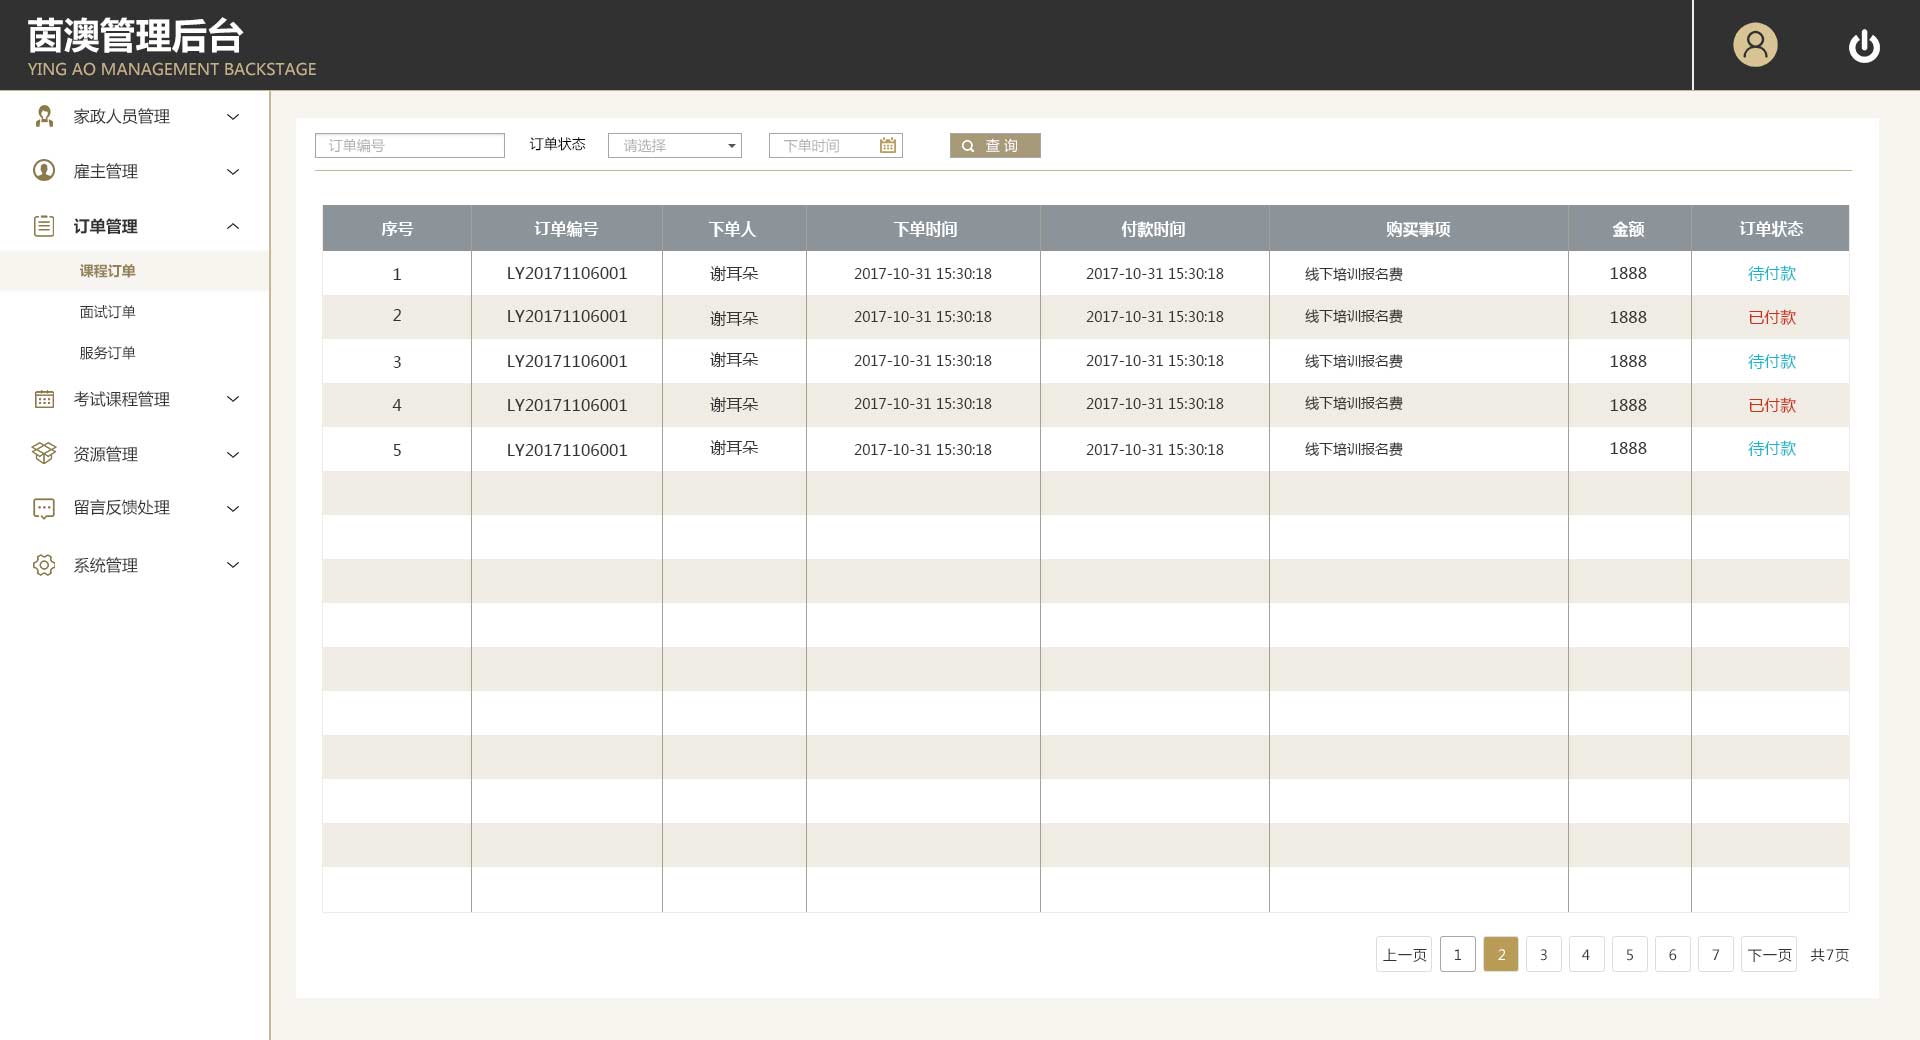 茵澳管理后台
YING AO MANAGEMENT BACKSTAGE
家政人员管理
雇主管理
订单管理
课程订单
面试订单
服务订单
考试课程管理
资源管理
留言反馈处理
系统管理
订单编号 订单状态 请选择 下单时间 查 询
序号 订单编号 下单人 下单时间 付款时间 购买事项 金额 订单状态
1 LY20171106001 谢耳朵 2017-10-31 15:30:18 2017-10-31 15:30:18 线下培训报名费 1888 待付款
2 LY20171106001 谢耳朵 2017-10-31 15:30:18 2017-10-31 15:30:18 线下培训报名费 1888 已付款
3 LY20171106001 谢耳朵 2017-10-31 15:30:18 2017-10-31 15:30:18 线下培训报名费 1888 待付款
4 LY20171106001 谢耳朵 2017-10-31 15:30:18 2017-10-31 15:30:18 线下培训报名费 1888 已付款
5 LY20171106001 谢耳朵 2017-10-31 15:30:18 2017-10-31 15:30:18 线下培训报名费 1888 待付款
上一页 1 2 3 4 5 6 7 下一页 共7页